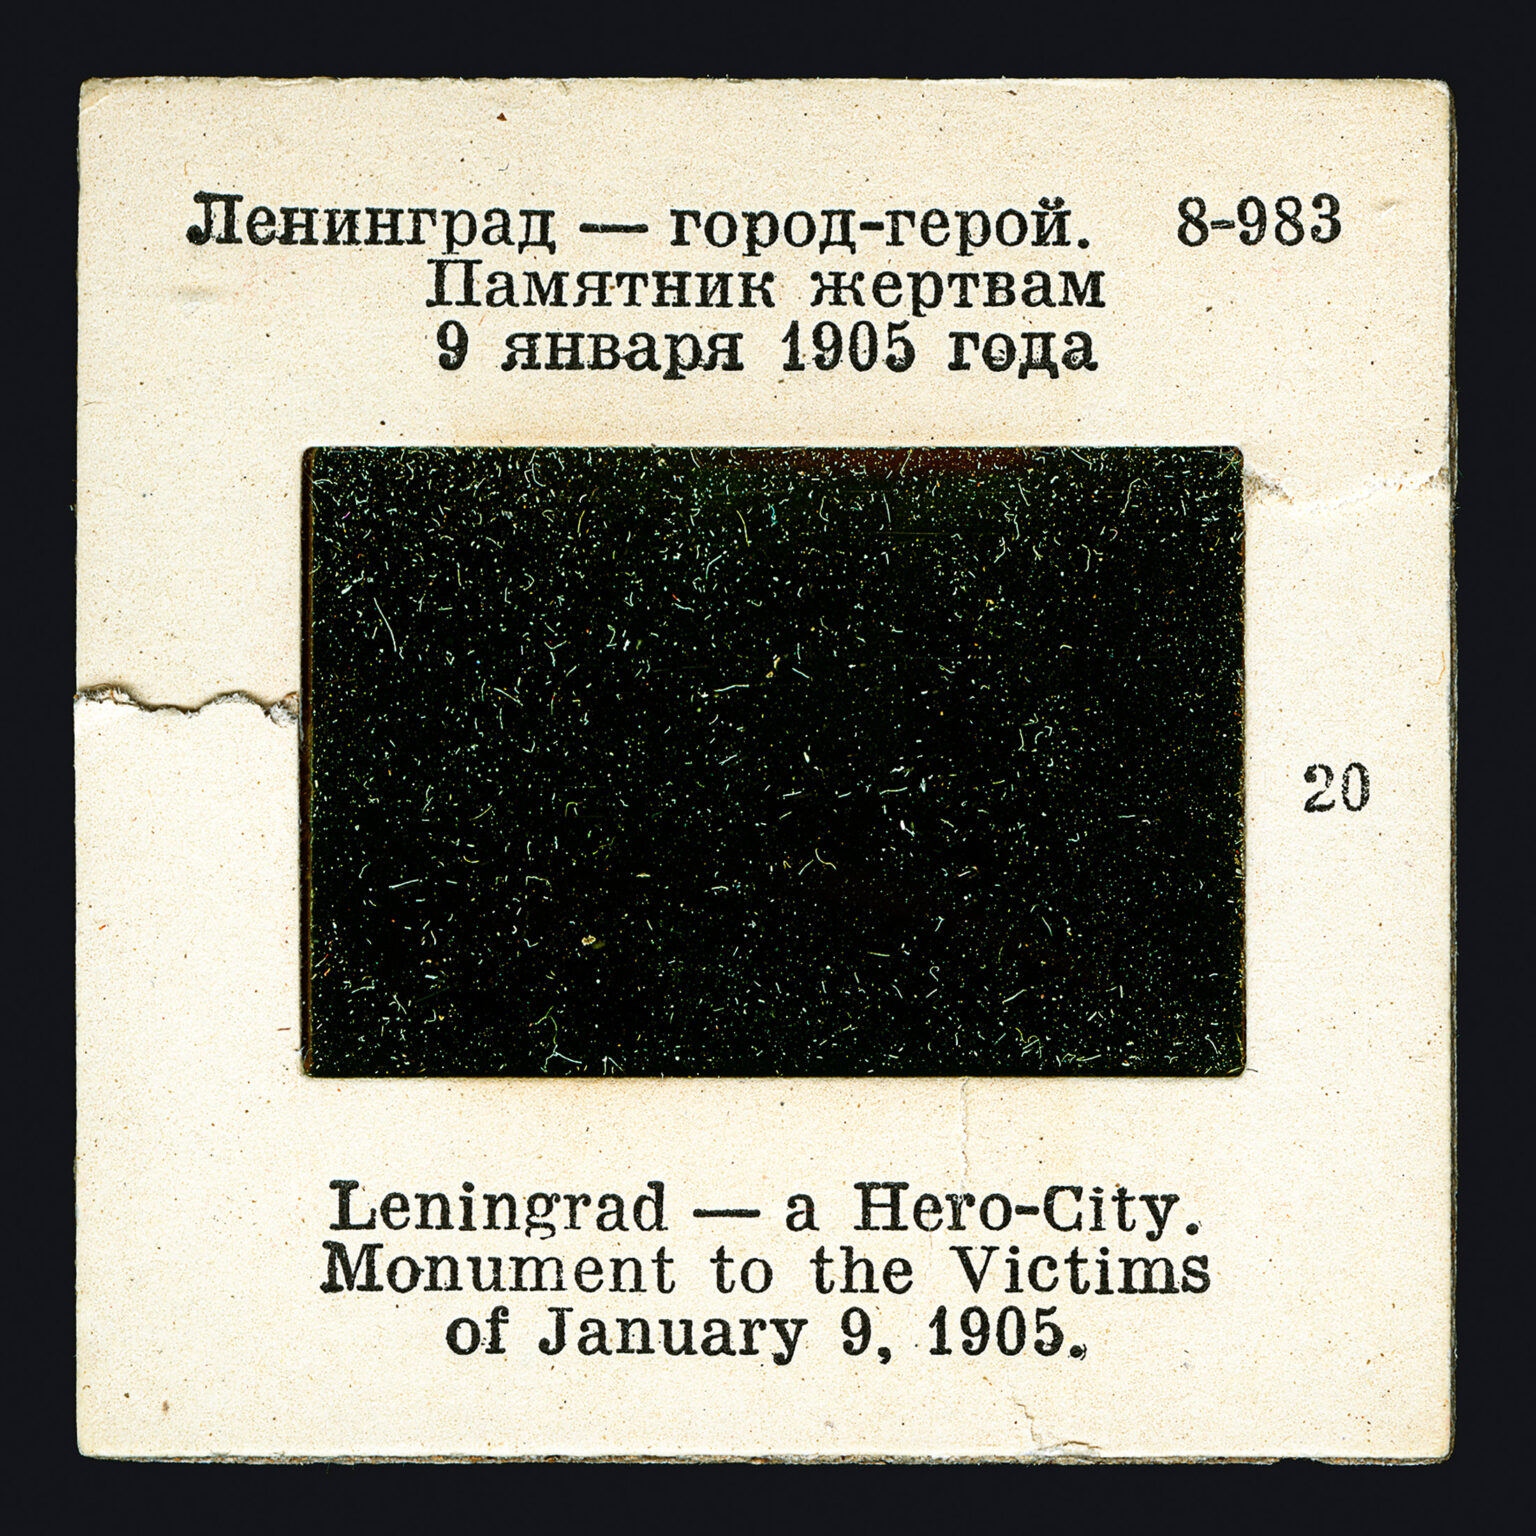 Ленинград — город-герой. 8-983
Памятник жертвам
9 января 1905 года
20
Leningrad — a Hero-City.
Monument to the Victims
of January 9, 1905.